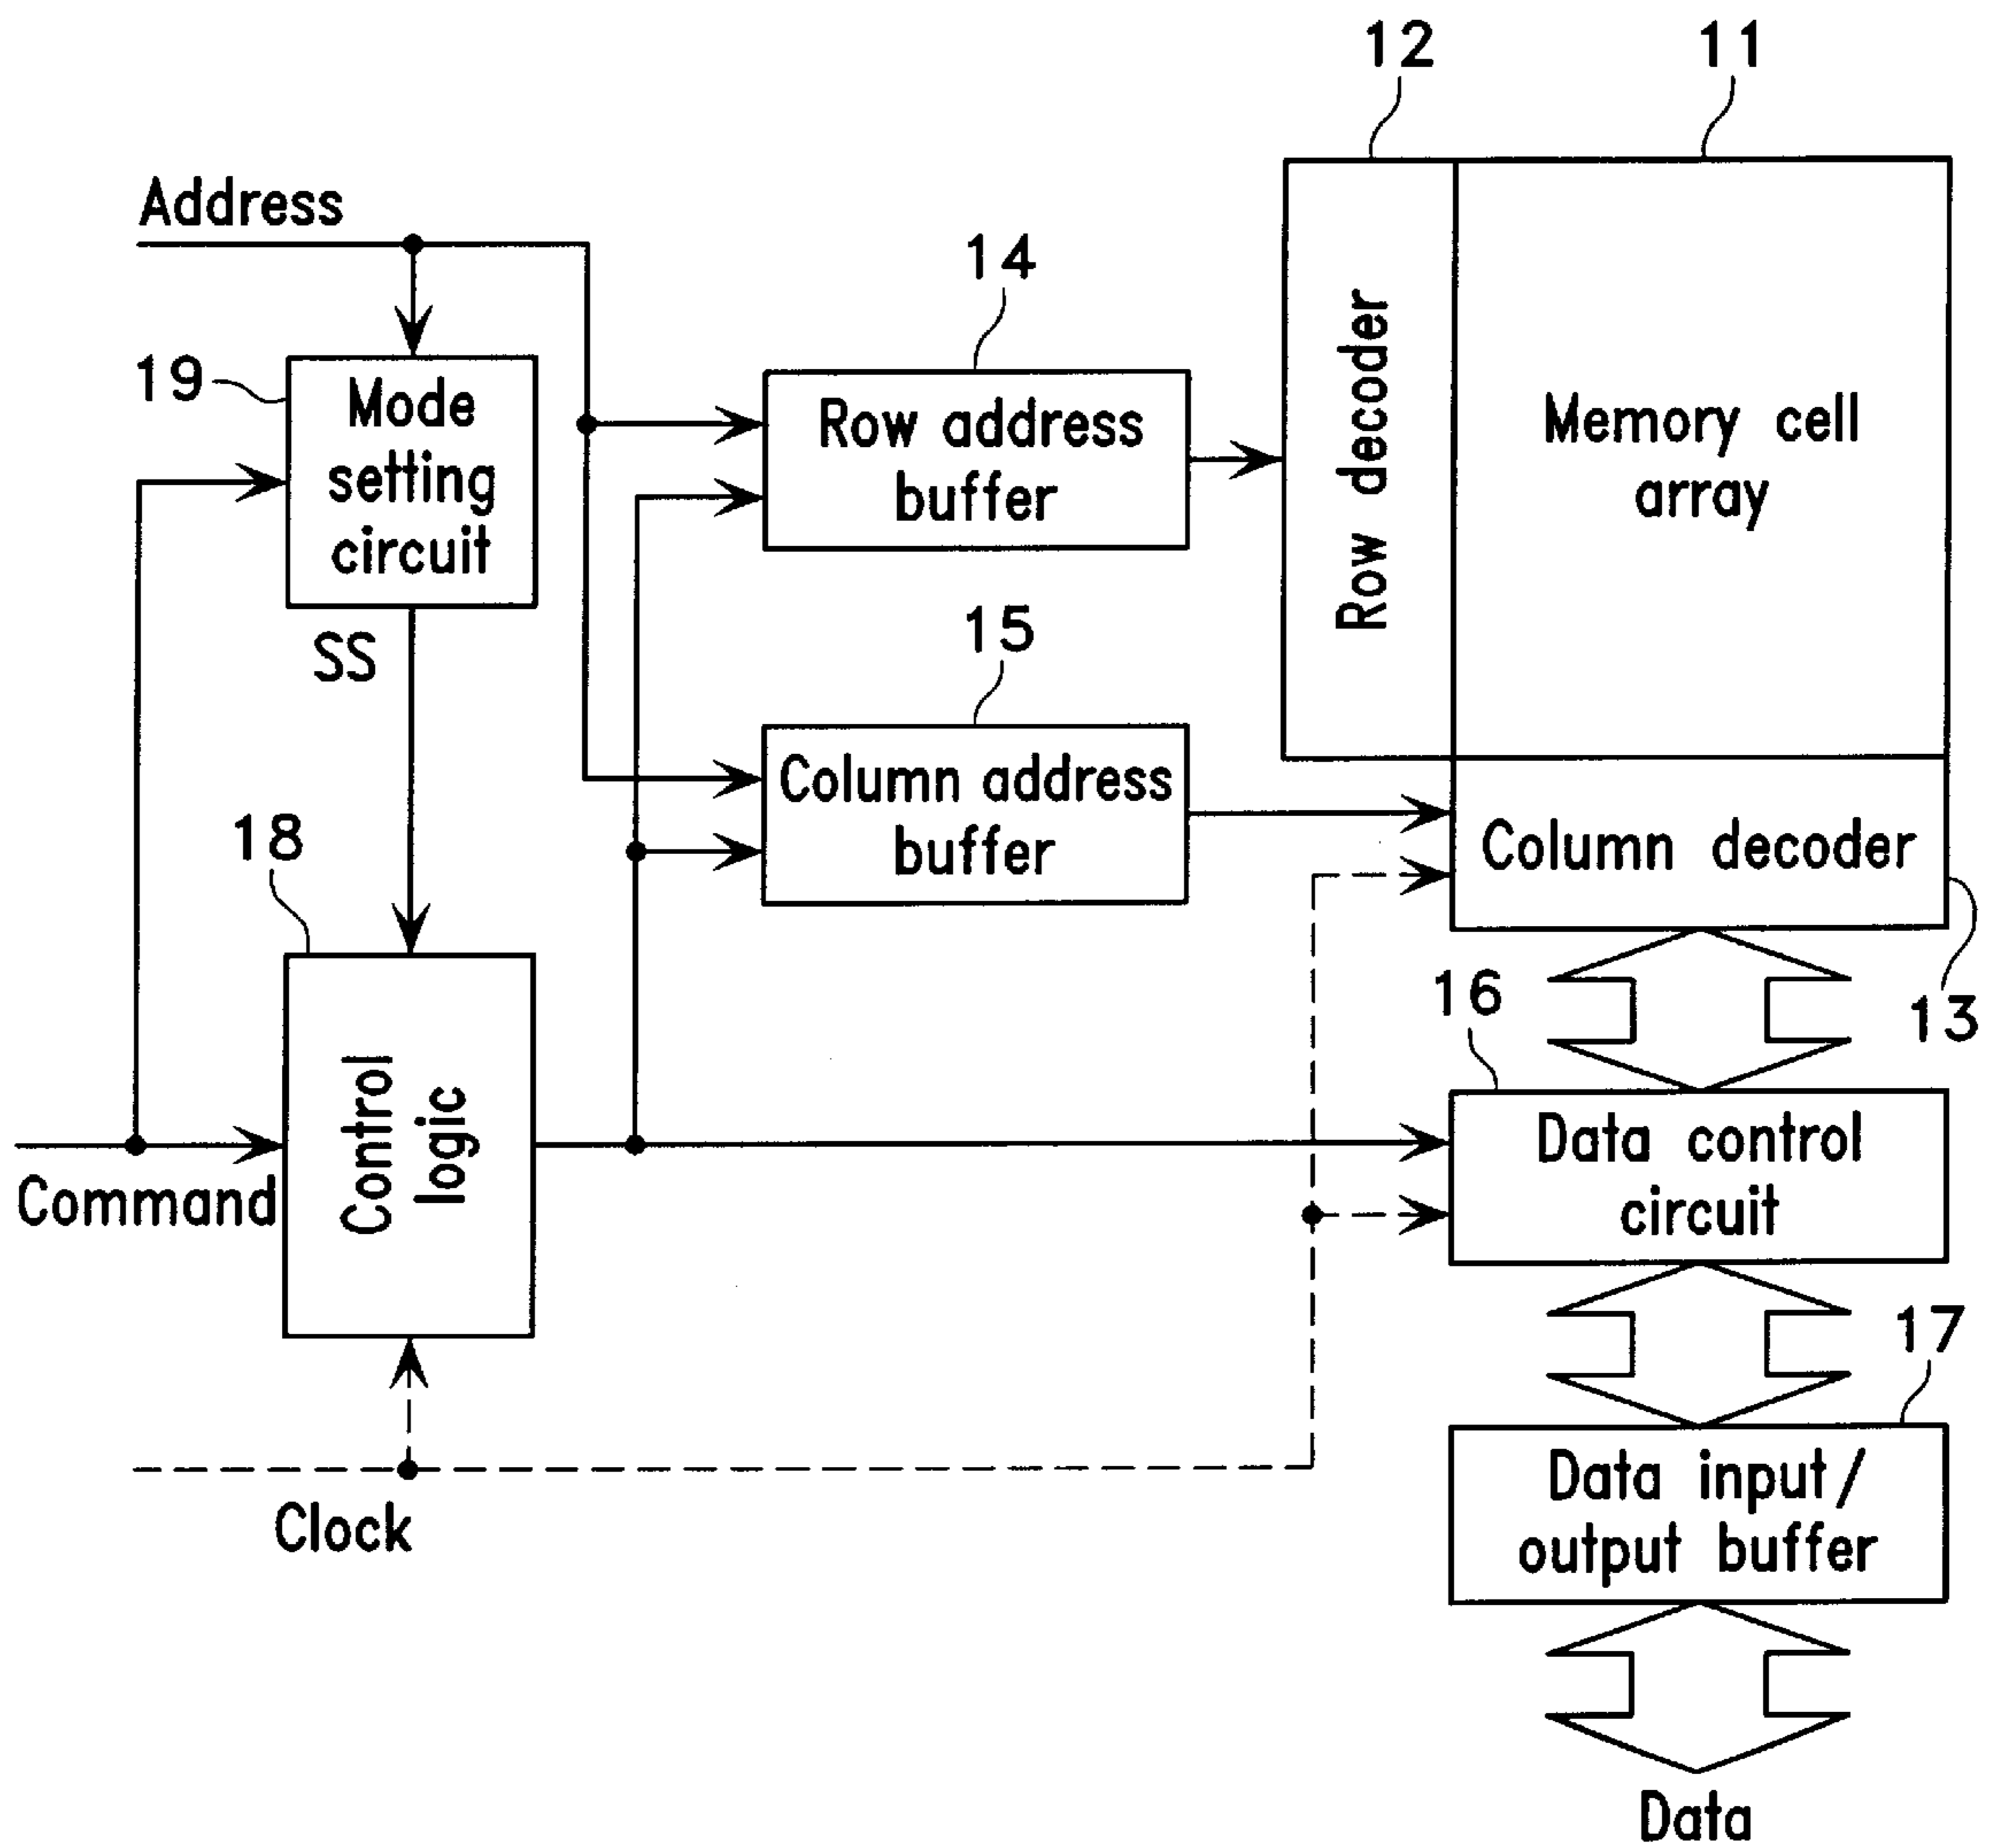 12
11
Address
14
19
Mode
setting
circuit
Row address
buffer
Row decoder
Memory cell
array
SS
15
Column address
buffer
Column decoder
18
16
13
Control
logic
Command
Data control
circuit
17
Clock
Data input/
output buffer
Data